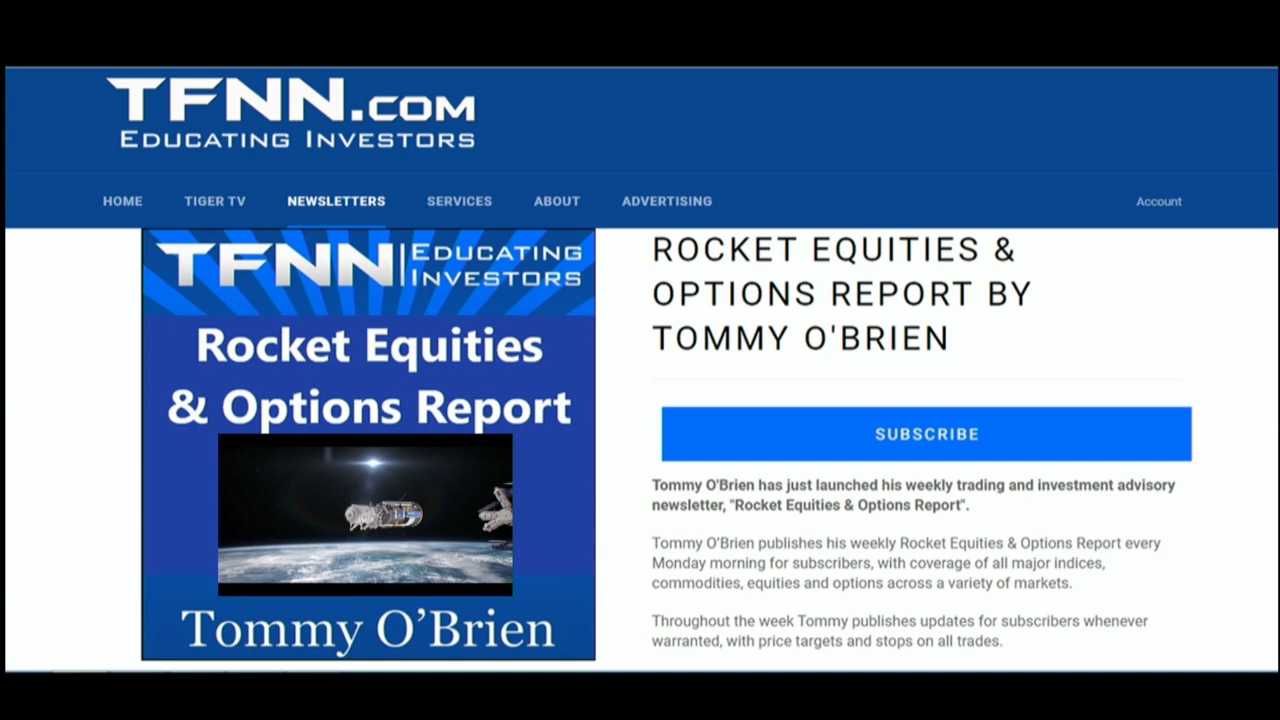 TFNN.COM
EDUCATING INVESTORS
HOME
TIGER TV
NEWSLETTERS
SERVICES
ABOUT
ADVERTISING
Account
TFNN
EDUCATING
INVESTORS
Rocket Equities
& Options Report
Tommy O'Brien
ROCKET EQUITIES &
OPTIONS REPORT BY
TOMMY O'BRIEN
SUBSCRIBE
Tommy O'Brien has just launched his weekly trading and investment advisory
newsletter, "Rocket Equities & Options Report".
Tommy O'Brien publishes his weekly Rocket Equities & Options Report every
Monday morning for subscribers, with coverage of all major indices,
commodities, equities and options across a variety of markets.
Throughout the week Tommy publishes updates for subscribers whenever
warranted, with price targets and stops on all trades.